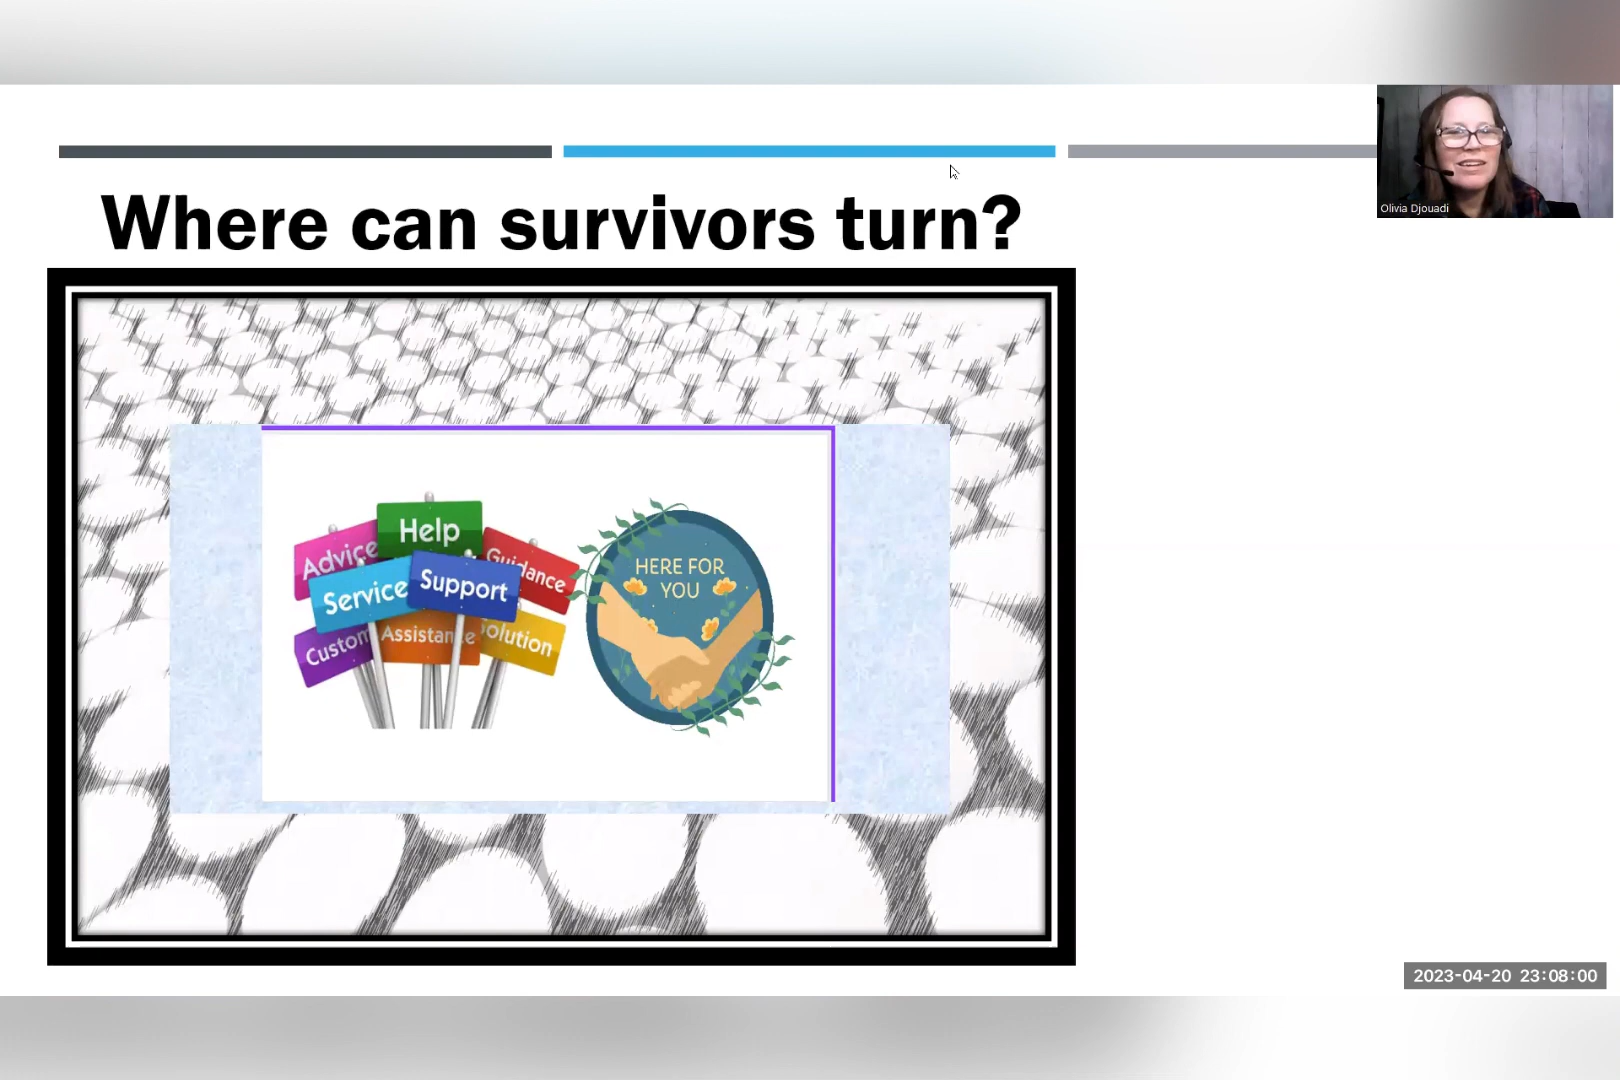 Olivia Djouadi
Where can survivors turn?
Help
Advice
Guidance
Service
Support
Custom
Assistance
olution
HERE FOR
YOU
2023-04-20 23:08:00